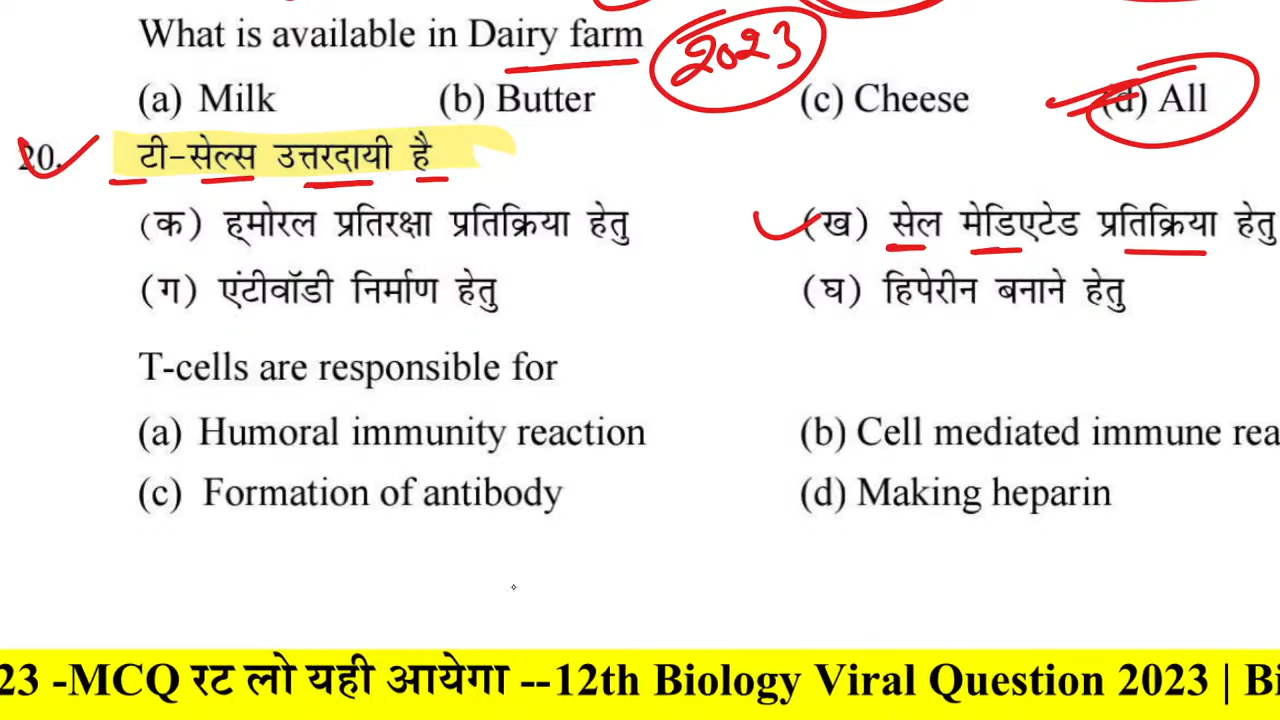 What is available in Dairy farm 2023
(a) Milk (b) Butter (c) Cheese (d) All
20. टी-सेल्स उत्तरदायी है
(क) ह्मोरल प्रतिरक्षा प्रतिक्रिया हेतु (ख) सेल मेडिएटेड प्रतिक्रिया हेतु
(ग) एंटीवॉडी निर्माण हेतु (घ) हिपेरीन बनाने हेतु
T-cells are responsible for
(a) Humoral immunity reaction (b) Cell mediated immune rea
(c) Formation of antibody (d) Making heparin
23 -MCQ रट लो यही आयेगा --12th Biology Viral Question 2023 | Bi